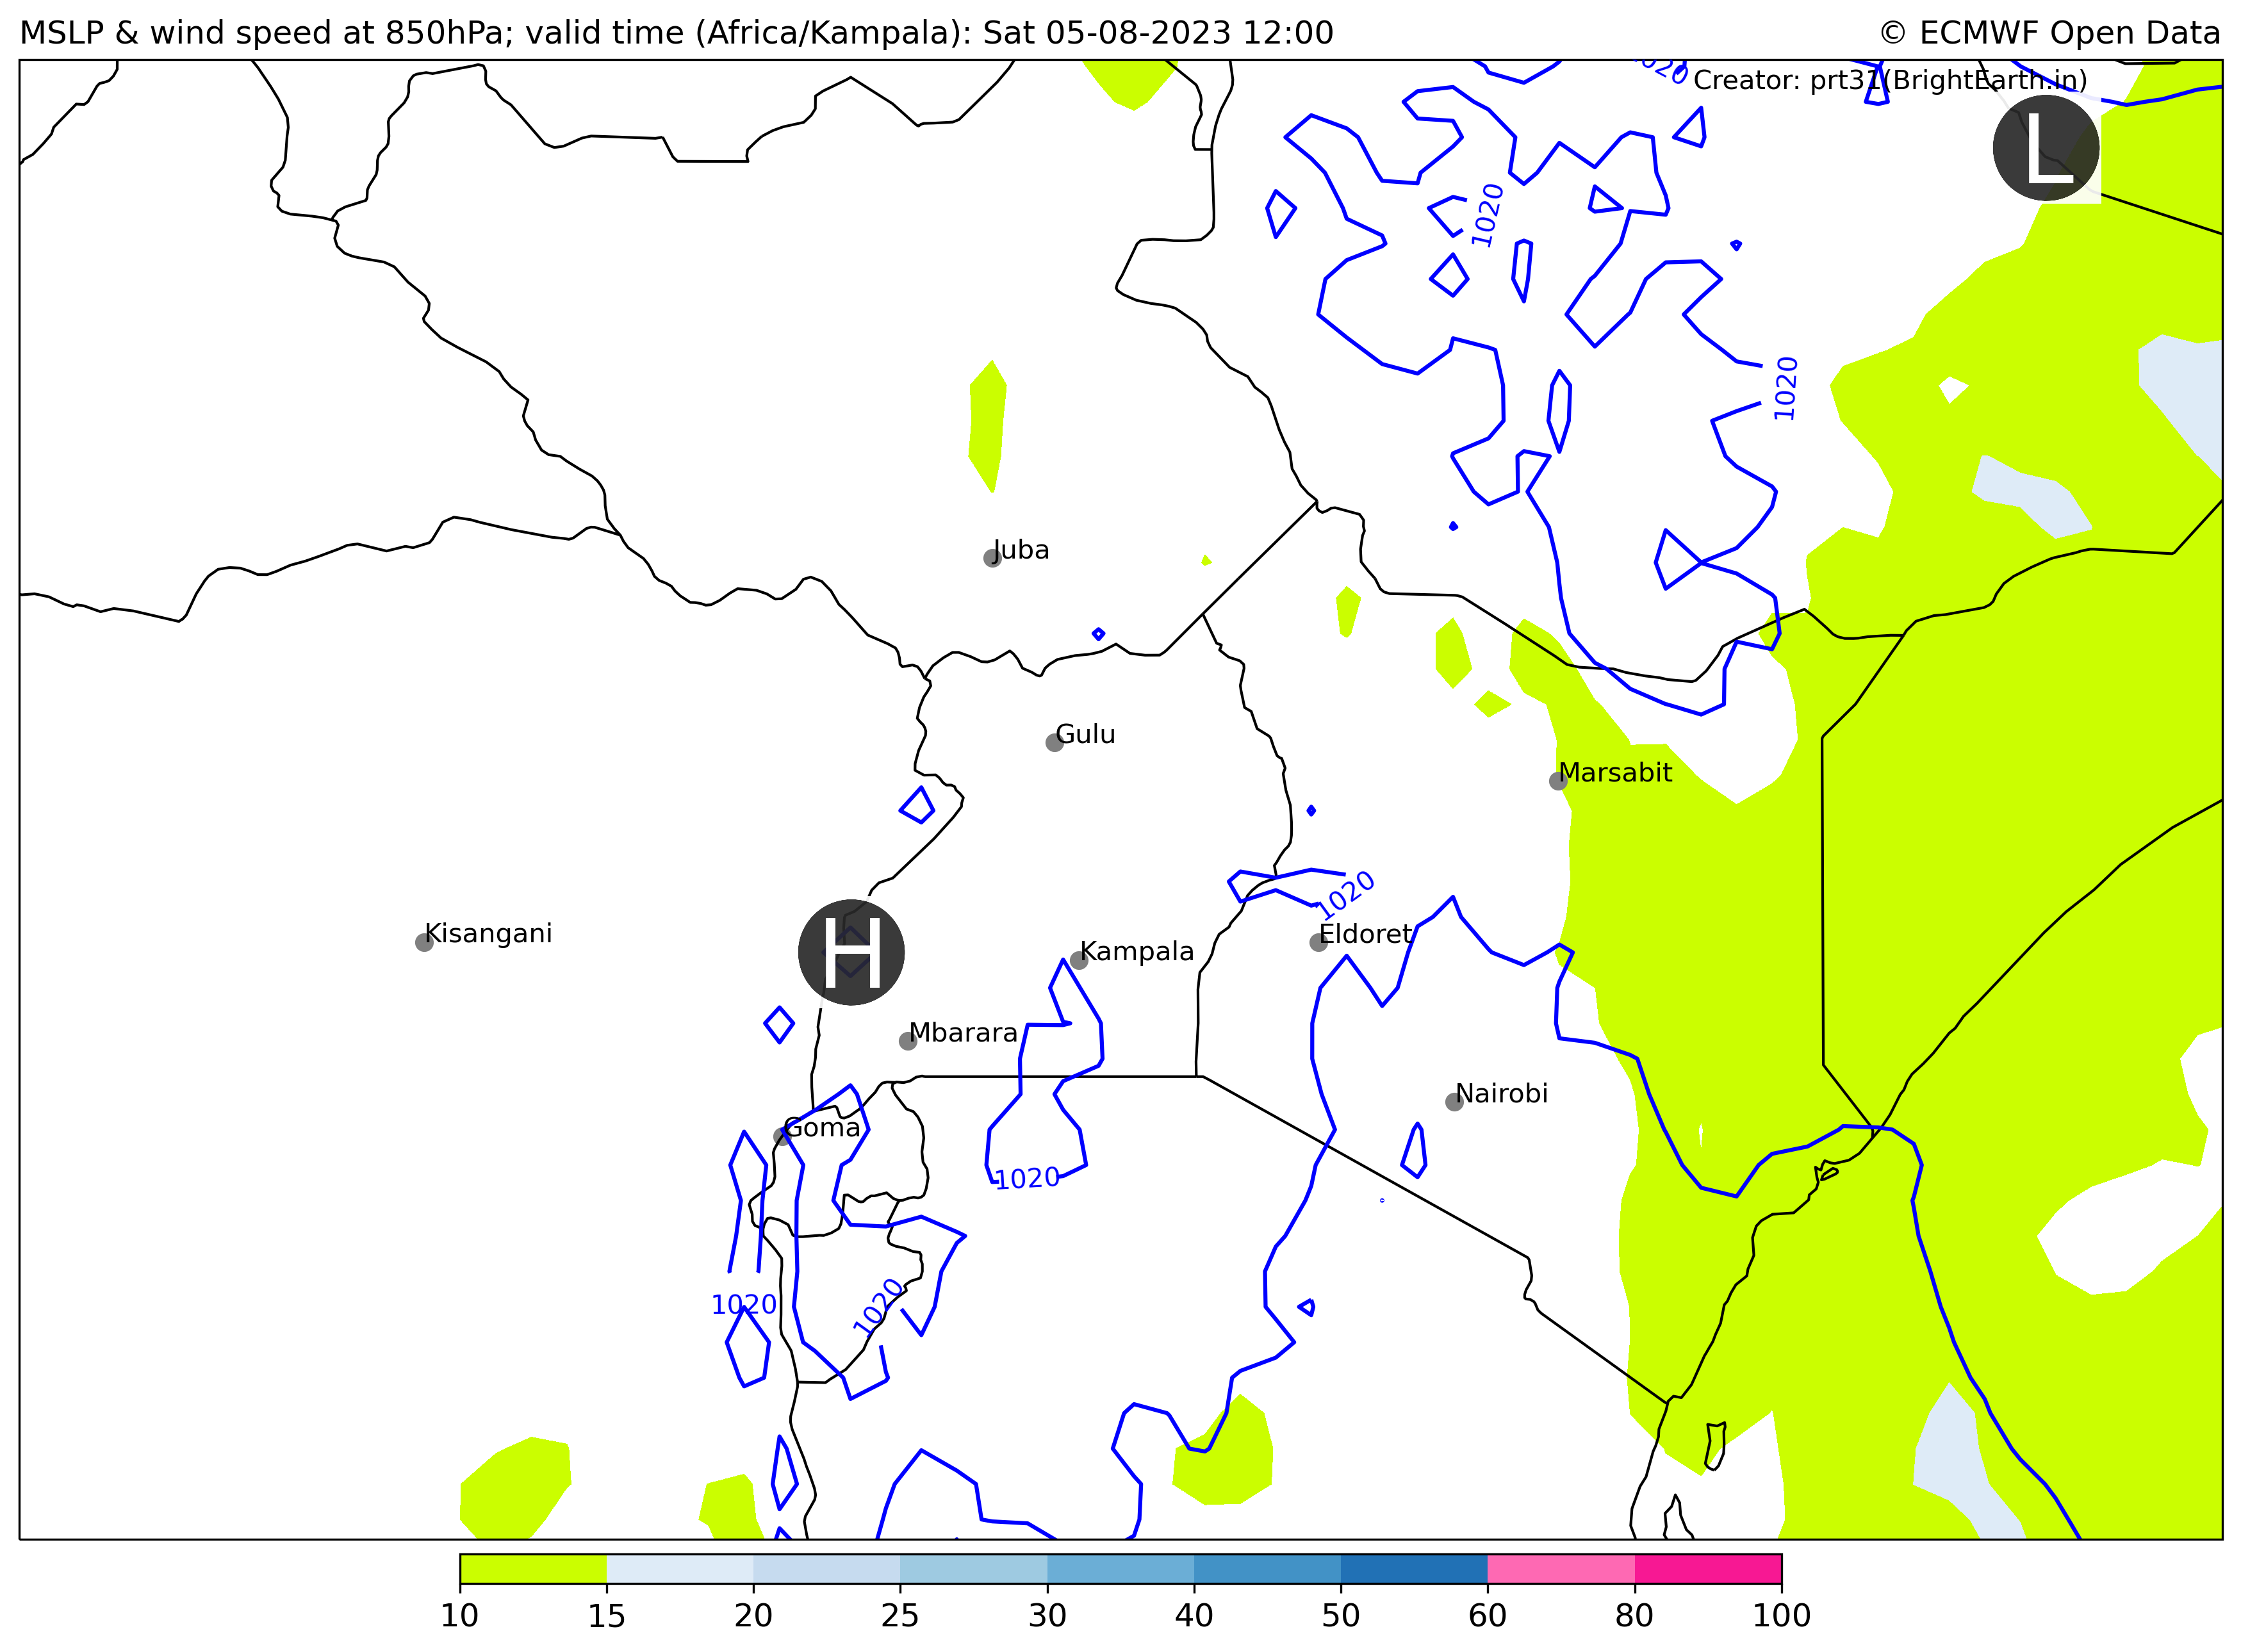 MSLP & wind speed at 850hPa; valid time (Africa/Kampala): Sat 05-08-2023 12:00
© ECMWF Open Data
1020
Creator: prt31(BrightEarth.in)
L
1020
1020
Juba
Gulu
Marsabit
1020
Kisangani
Eldoret
H
Kampala
Mbarara
Nairobi
Goma
1020
1020
1020
10 15 20 25 30 40 50 60 80 100